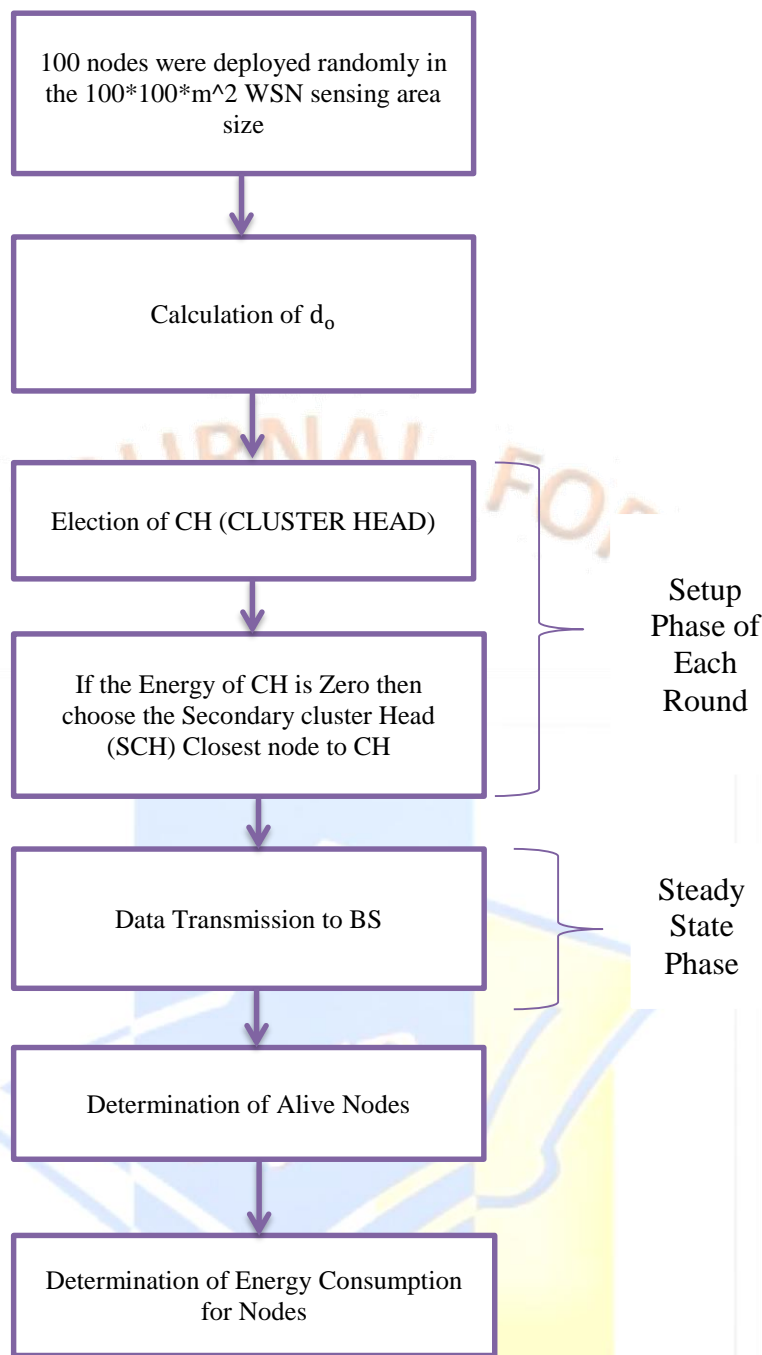 100 nodes were deployed randomly in
the 100*100*m^2 WSN sensing area
size
Calculation of dₒ
JOURNAL FOR
Election of CH (CLUSTER HEAD)
If the Energy of CH is Zero then
choose the Secondary cluster Head
(SCH) Closest node to CH
Setup
Phase of
Each
Round
Data Transmission to BS
Steady
State
Phase
Determination of Alive Nodes
Determination of Energy Consumption
for Nodes